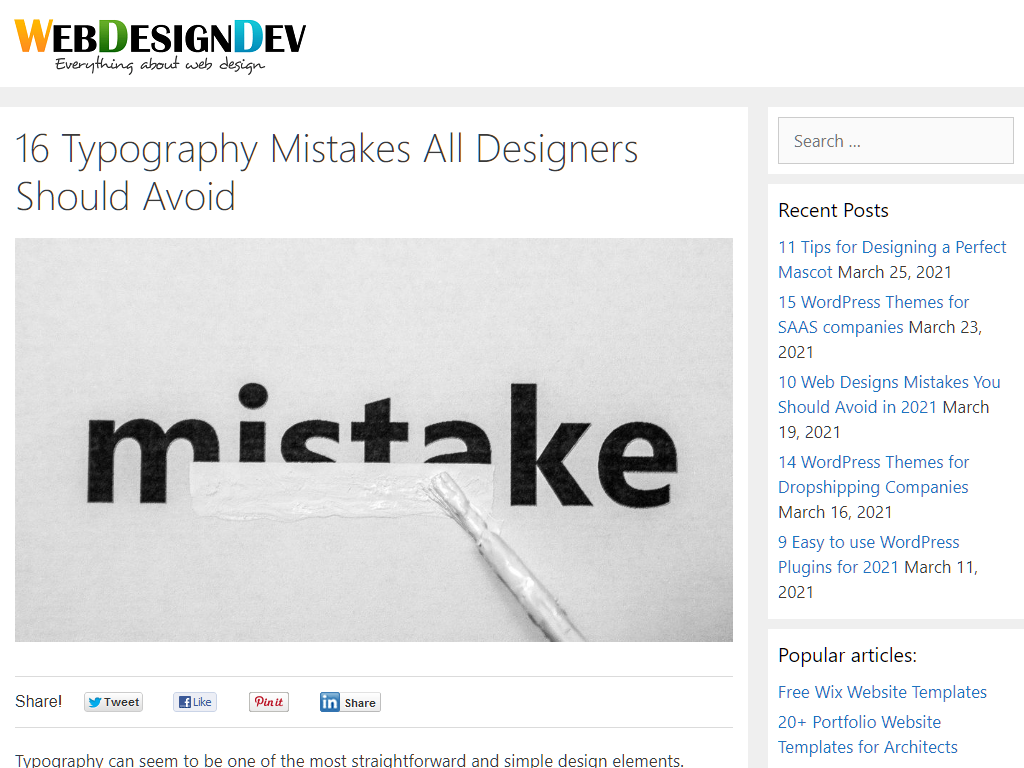 WEBDESIGNDEV
Everything about web design
16 Typography Mistakes All Designers
Should Avoid
mistake
Share!
Tweet
Like
Pin it
in Share
Typography can seem to be one of the most straightforward and simple design elements.
Search ...
Recent Posts
11 Tips for Designing a Perfect
Mascot March 25, 2021
15 WordPress Themes for
SAAS companies March 23,
2021
10 Web Designs Mistakes You
Should Avoid in 2021 March
19, 2021
14 WordPress Themes for
Dropshipping Companies
March 16, 2021
9 Easy to use WordPress
Plugins for 2021 March 11,
2021
Popular articles:
Free Wix Website Templates
20+ Portfolio Website
Templates for Architects